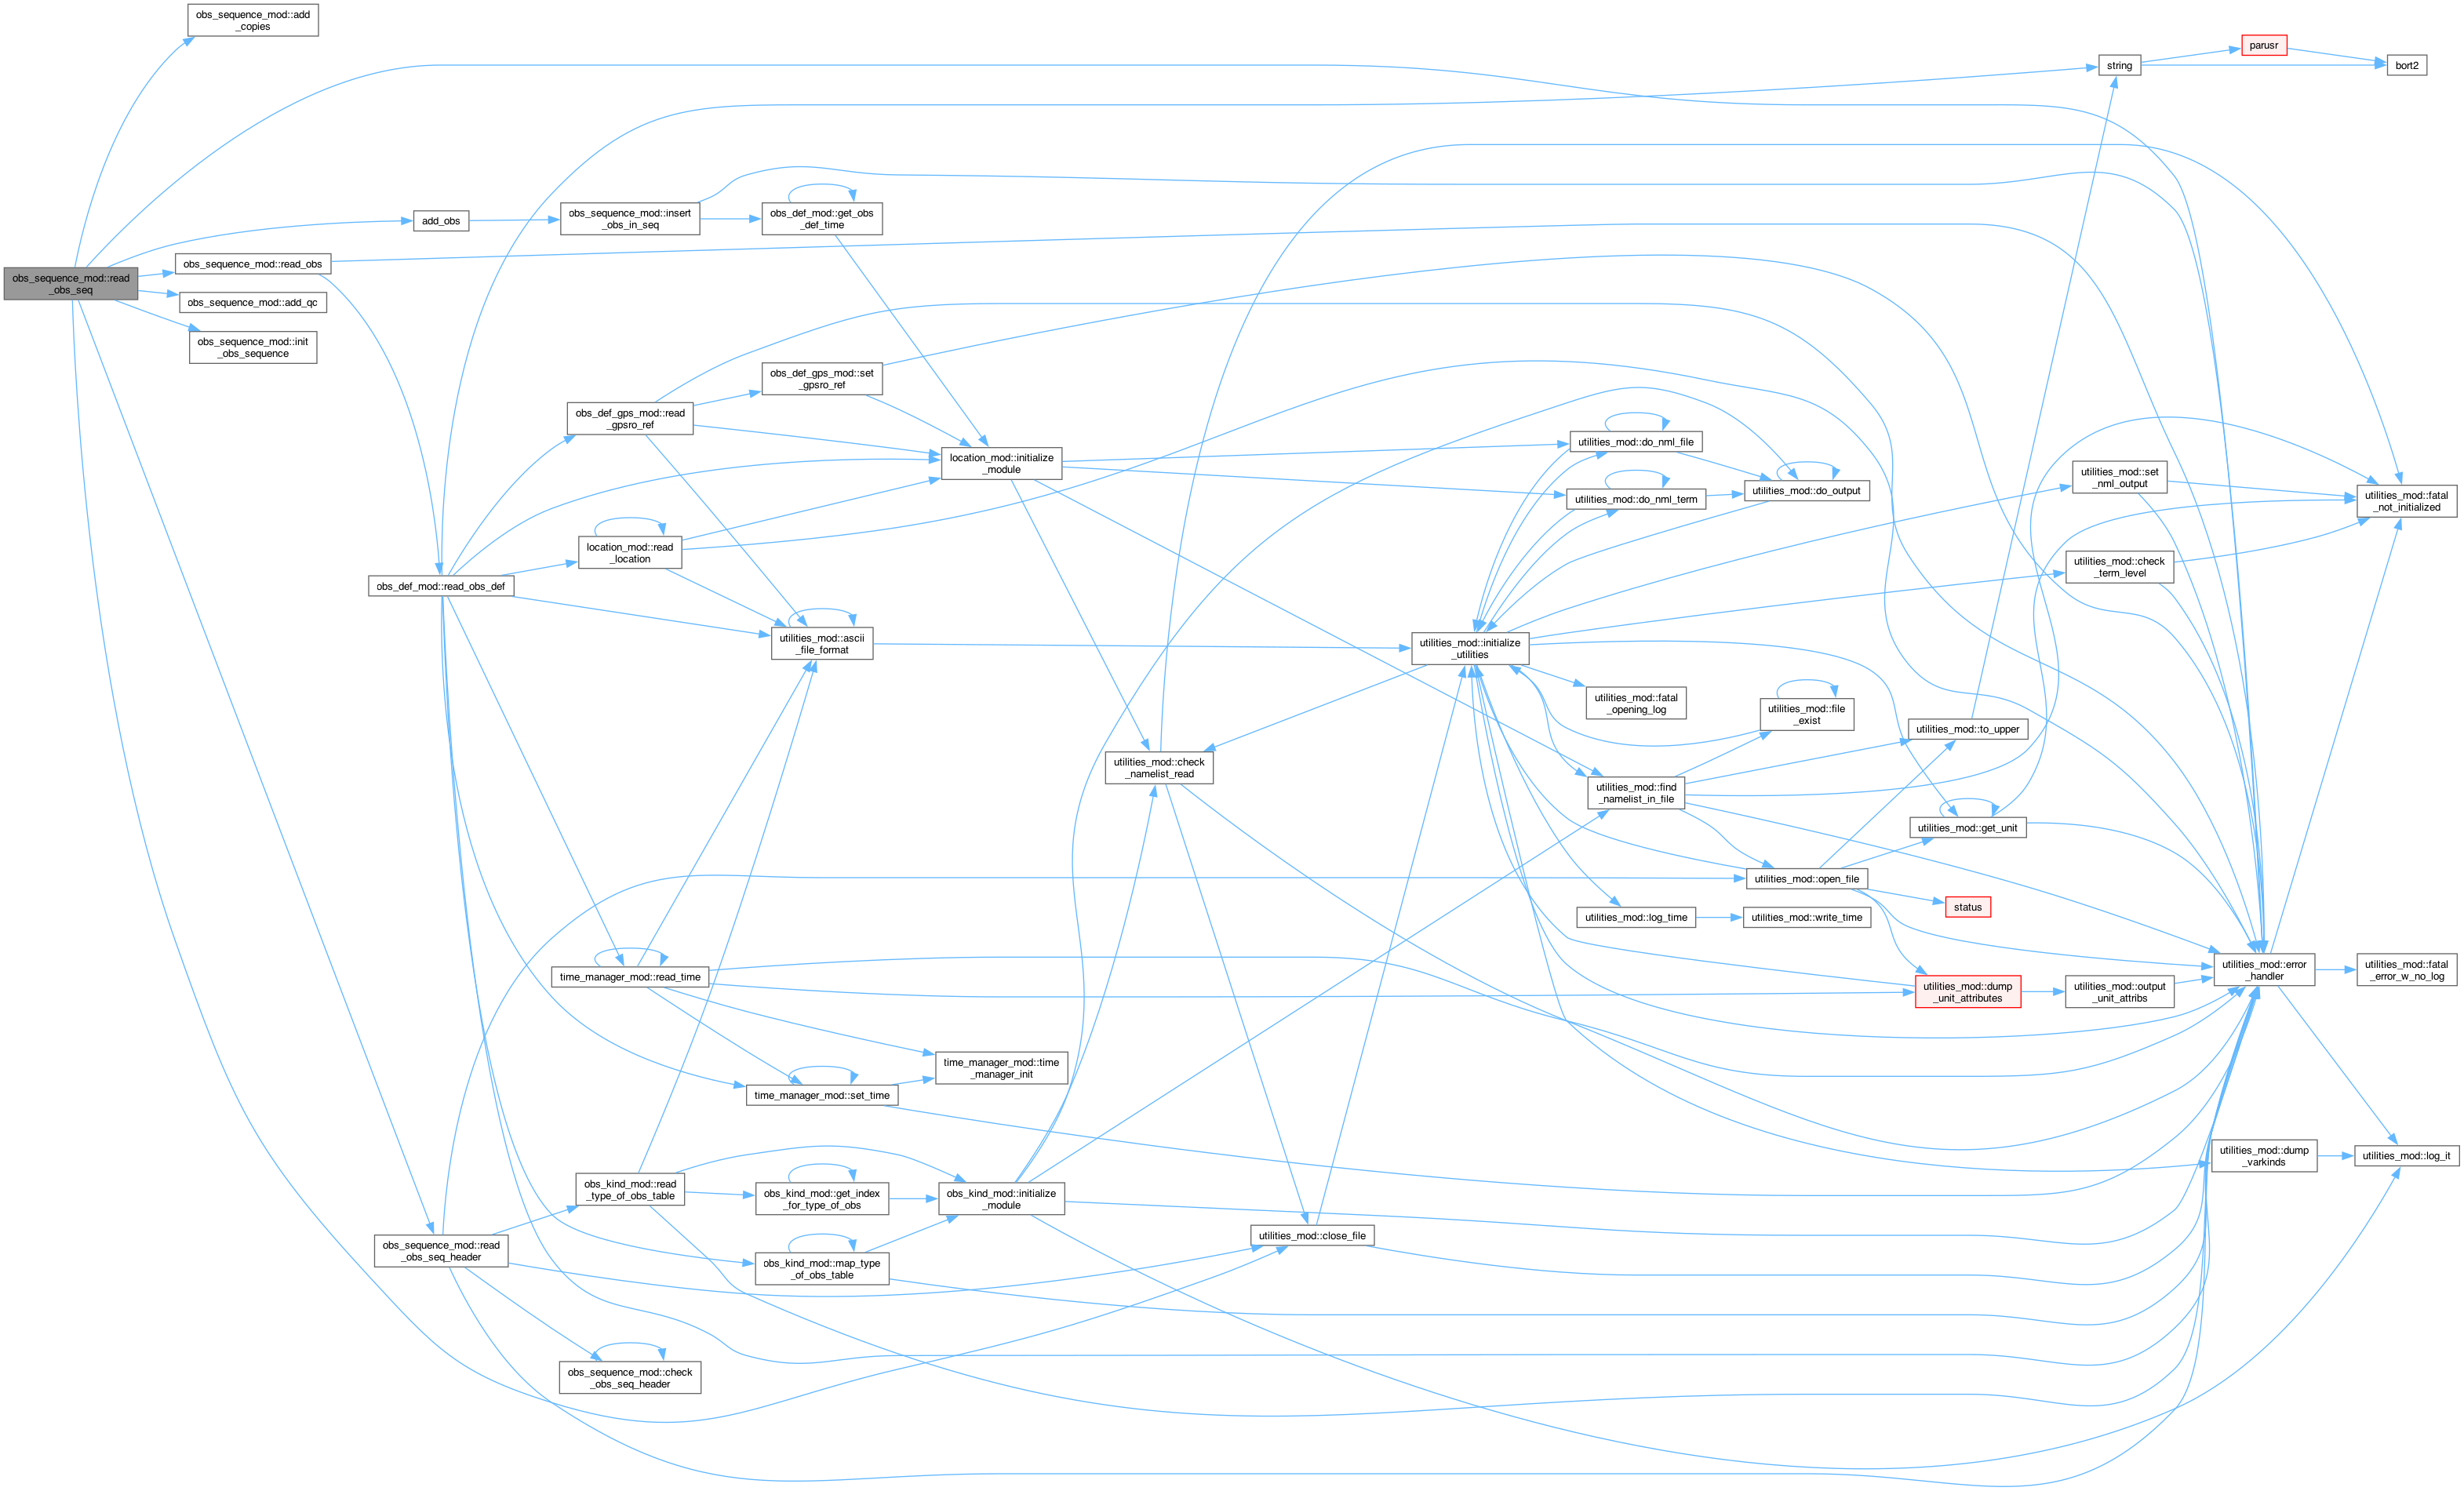 obs_sequence_mod::add
_copies
parusr
string
bort2
add_obs
obs_sequence_mod::insert
_obs_in_seq
obs_def_mod::get_obs
_def_time
obs_sequence_mod::read_obs
obs_sequence_mod::read
_obs_seq
obs_sequence_mod::add_qc
obs_sequence_mod::init
_obs_sequence
obs_def_gps_mod::set
_gpsro_ref
obs_def_gps_mod::read
_gpsro_ref
utilities_mod::do_nml_file
location_mod::initialize
_module
utilities_mod::set
_nml_output
utilities_mod::do_output
utilities_mod::do_nml_term
utilities_mod::fatal
_not_initialized
location_mod::read
_location
utilities_mod::check
_term_level
obs_def_mod::read_obs_def
utilities_mod::ascii
_file_format
utilities_mod::initialize
_utilities
utilities_mod::fatal
_opening_log
utilities_mod::file
_exist
utilities_mod::to_upper
utilities_mod::check
_namelist_read
utilities_mod::find
_namelist_in_file
utilities_mod::get_unit
utilities_mod::open_file
status
utilities_mod::log_time
utilities_mod::write_time
time_manager_mod::read_time
utilities_mod::error
_handler
utilities_mod::fatal
_error_w_no_log
utilities_mod::dump
_unit_attributes
utilities_mod::output
_unit_attribs
time_manager_mod::time
_manager_init
time_manager_mod::set_time
utilities_mod::dump
_varkinds
utilities_mod::log_it
obs_kind_mod::read
_type_of_obs_table
obs_kind_mod::get_index
_for_type_of_obs
obs_kind_mod::initialize
_module
utilities_mod::close_file
obs_sequence_mod::read
_obs_seq_header
obs_kind_mod::map_type
_of_obs_table
obs_sequence_mod::check
_obs_seq_header